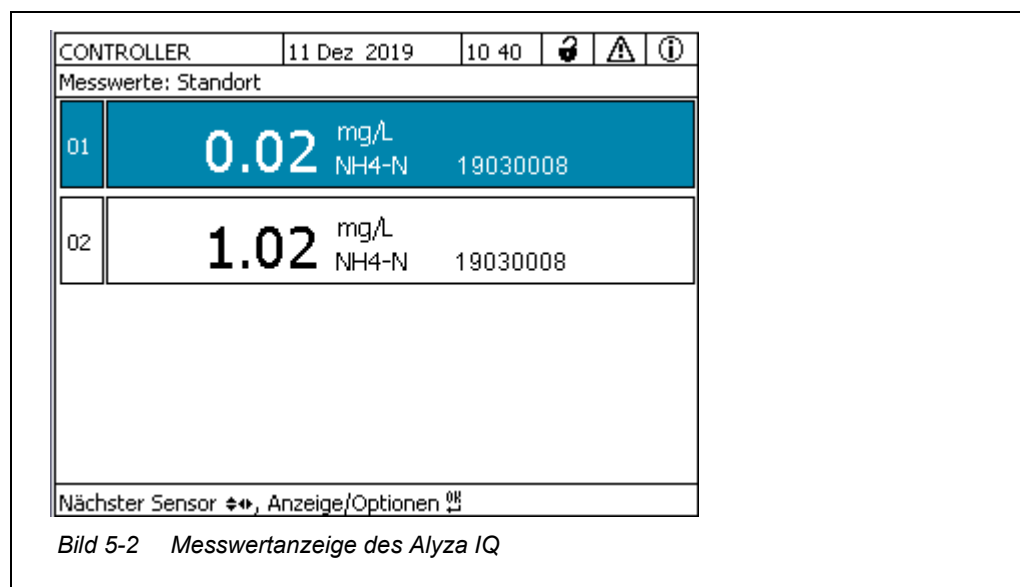 CONTROLLER 11 Dez 2019 10 40
Messwerte: Standort
01 0.02 mg/L NH4-N 19030008
02 1.02 mg/L NH4-N 19030008
Nächster Sensor, Anzeige/Optionen OK
Bild 5-2 Messwertanzeige des Alyza IQ